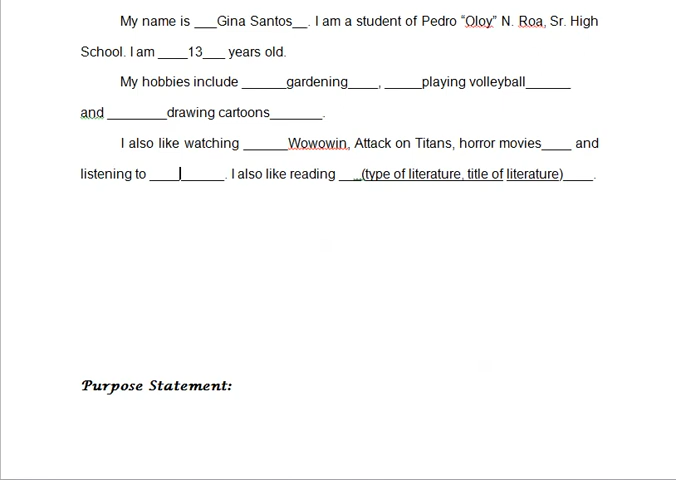 My name is ___Gina Santos__. I am a student of Pedro “Oloy” N. Roa, Sr. High
School. I am ____13___ years old.
My hobbies include ______gardening____, _____playing volleyball______
and ________drawing cartoons_______.
I also like watching ______Wowowin, Attack on Titans, horror movies____ and
listening to __________. I also like reading ___(type of literature, title of literature)____.
Purpose Statement: